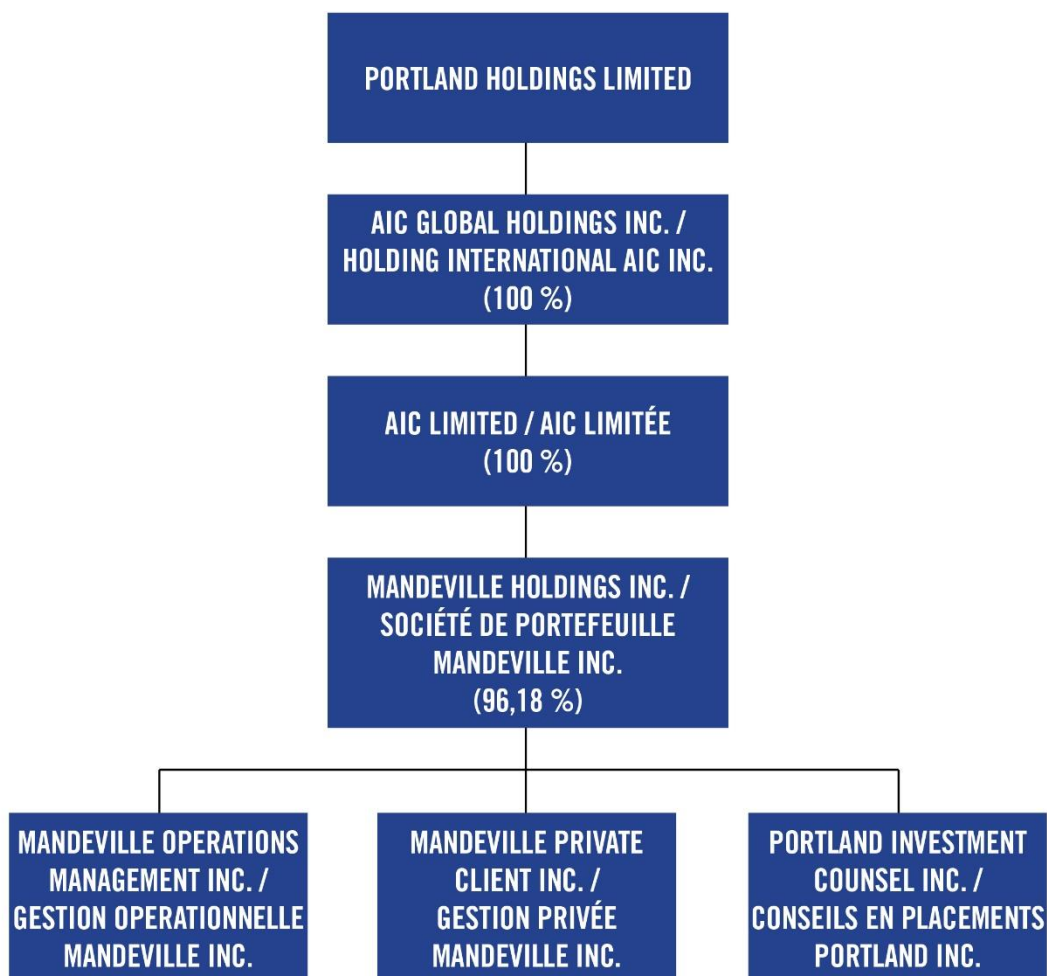 PORTLAND HOLDINGS LIMITED
AIC GLOBAL HOLDINGS INC. /
HOLDING INTERNATIONAL AIC INC.
(100 %)
AIC LIMITED / AIC LIMITÉE
(100 %)
MANDEVILLE HOLDINGS INC. /
SOCIÉTÉ DE PORTEFEUILLE
MANDEVILLE INC.
(96,18 %)
MANDEVILLE OPERATIONS
MANAGEMENT INC. /
GESTION OPERATIONNELLE
MANDEVILLE INC.
MANDEVILLE PRIVATE
CLIENT INC. /
GESTION PRIVÉE
MANDEVILLE INC.
PORTLAND INVESTMENT
COUNSEL INC. /
CONSEILS EN PLACEMENTS
PORTLAND INC.